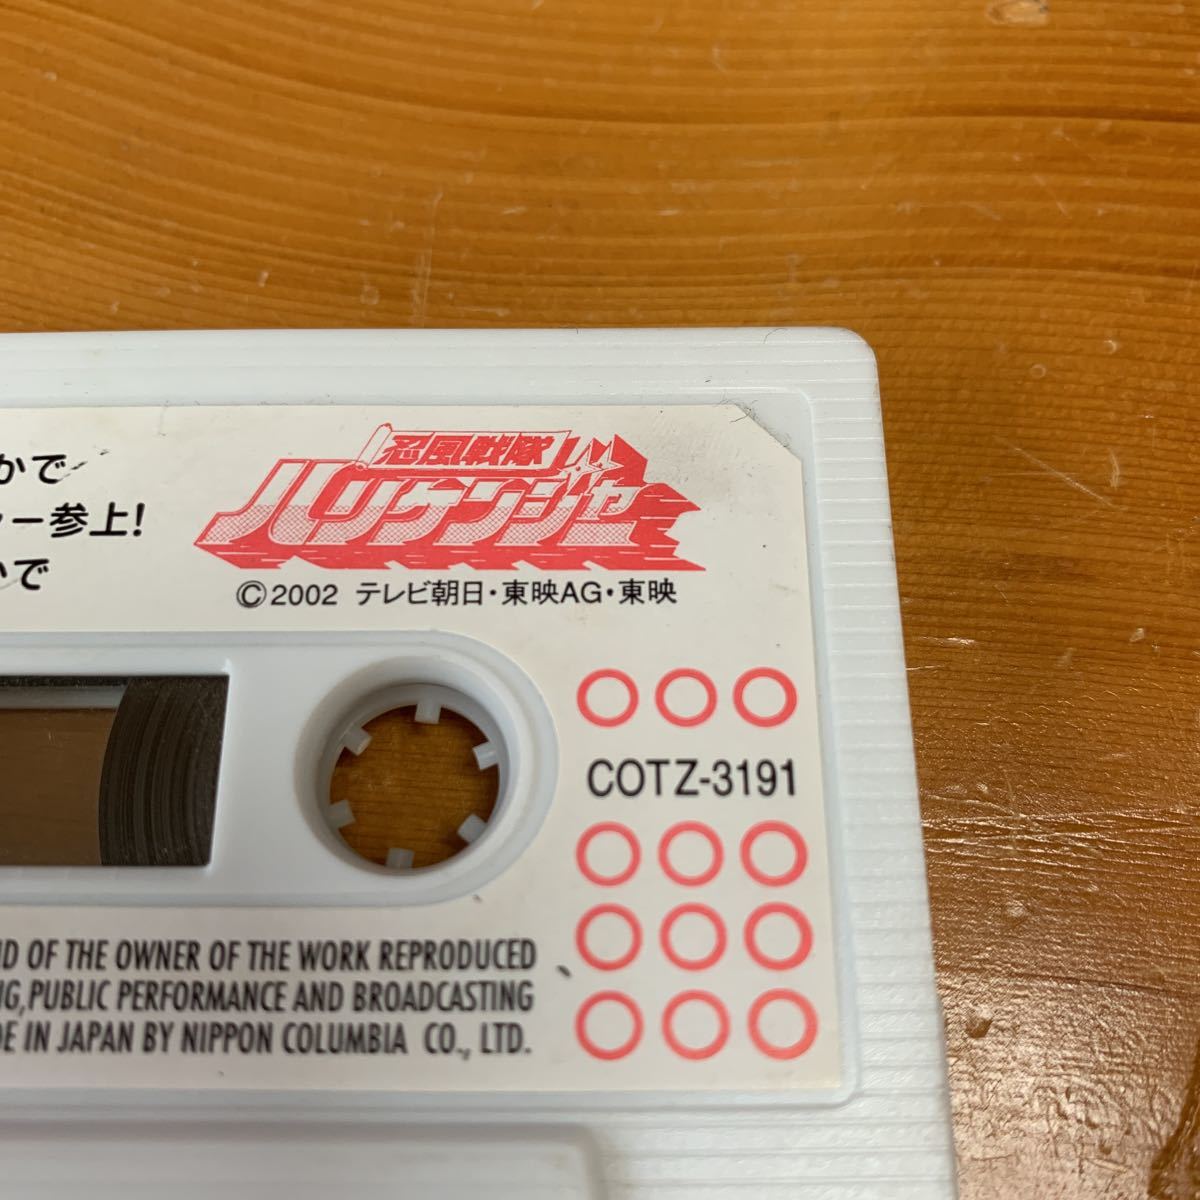 かで
ー参上!
かで
忍風戦隊
ハリケンジャー
©2002 テレビ朝日・東映AG・東映
COTZ-3191
OF THE OWNER OF THE WORK REPRODUCED
PUBLIC PERFORMANCE AND BROADCASTING
IN JAPAN BY NIPPON COLUMBIA CO., LTD.